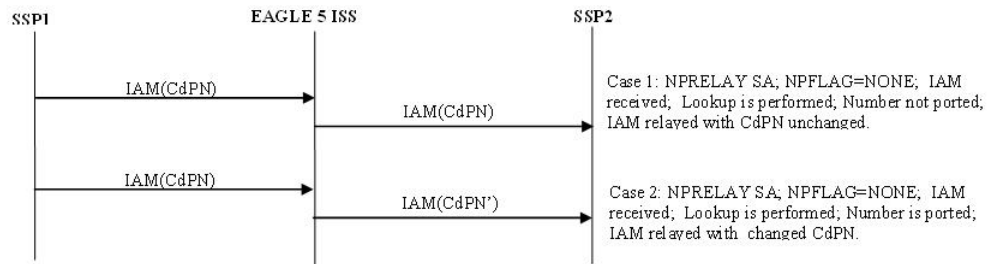 SSP1
EAGLE 5 ISS
SSP2
IAM(CdPN)
IAM(CdPN)
Case 1: NPRELAY SA; NPFLAG=NONE; IAM
received; Lookup is performed; Number not ported;
IAM relayed with CdPN unchanged.
IAM(CdPN)
IAM(CdPN’)
Case 2: NPRELAY SA; NPFLAG=NONE; IAM
received; Lookup is performed; Number is ported;
IAM relayed with changed CdPN.